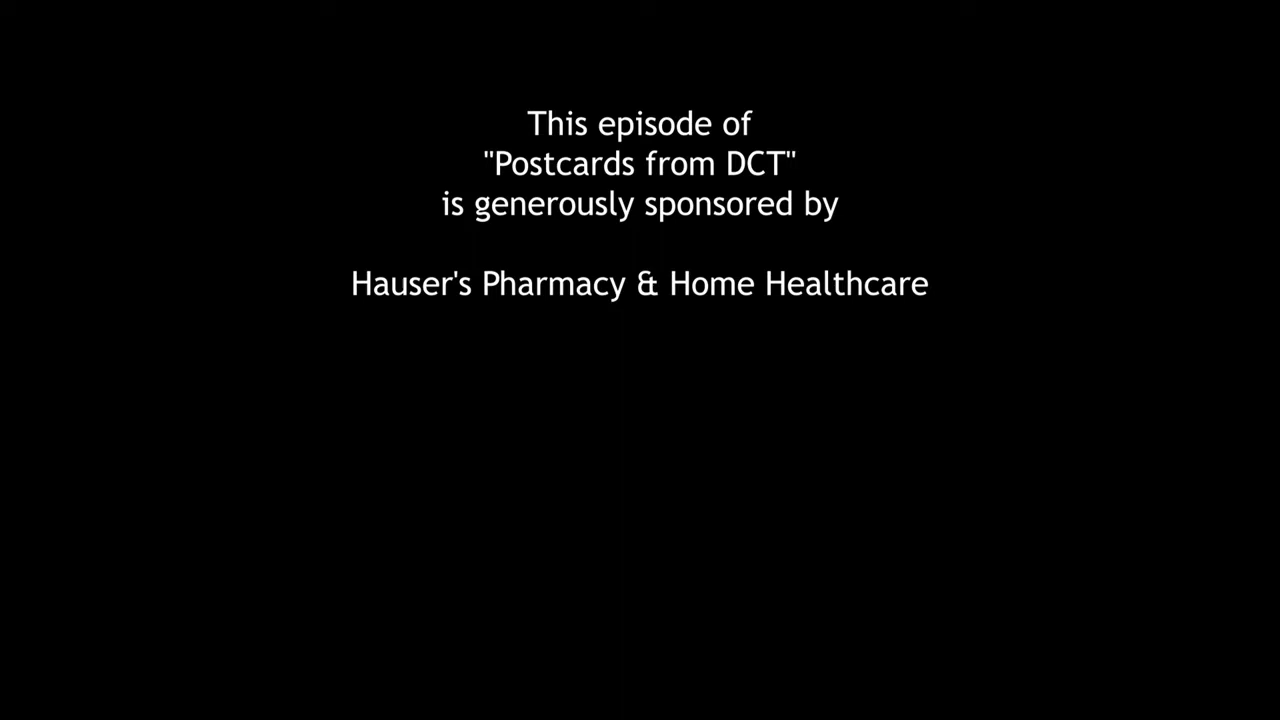 This episode of
"Postcards from DCT"
is generously sponsored by
Hauser's Pharmacy & Home Healthcare